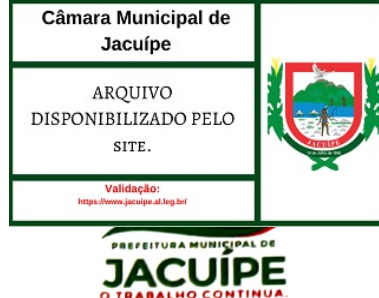 Câmara Municipal de
Jacuípe
ARQUIVO
DISPONIBILIZADO PELO
SITE.
Validação:
https://www.jacuipe.al.leg.br/
JACUÍPE
PREFEITURA MUNICIPAL DE
JACUÍPE
O TRABALHO CONTINUA.